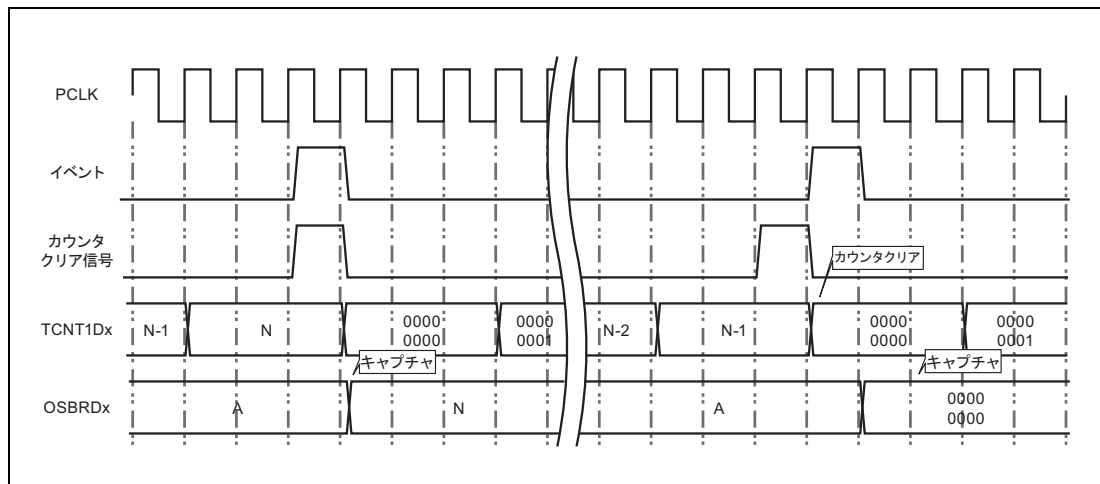 PCLK
イベント
カウンタ
クリア信号
カウンタクリア
TCNT1Dx
N-1
N
0000
0000
0000
0001
N-2
N-1
0000
0000
0000
0001
キャプチャ
キャプチャ
OSBRDx
A
N
A
0000
0000